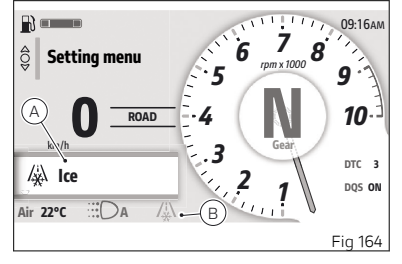 09:16AM
Setting menu
rpm x 1000
1
2
3
4
5
6
7
8
9
10
N
Gear
A
0
ROAD
km/h
Ice
DTC 3
DQS ON
Air 22°C
A
B
Fig 164